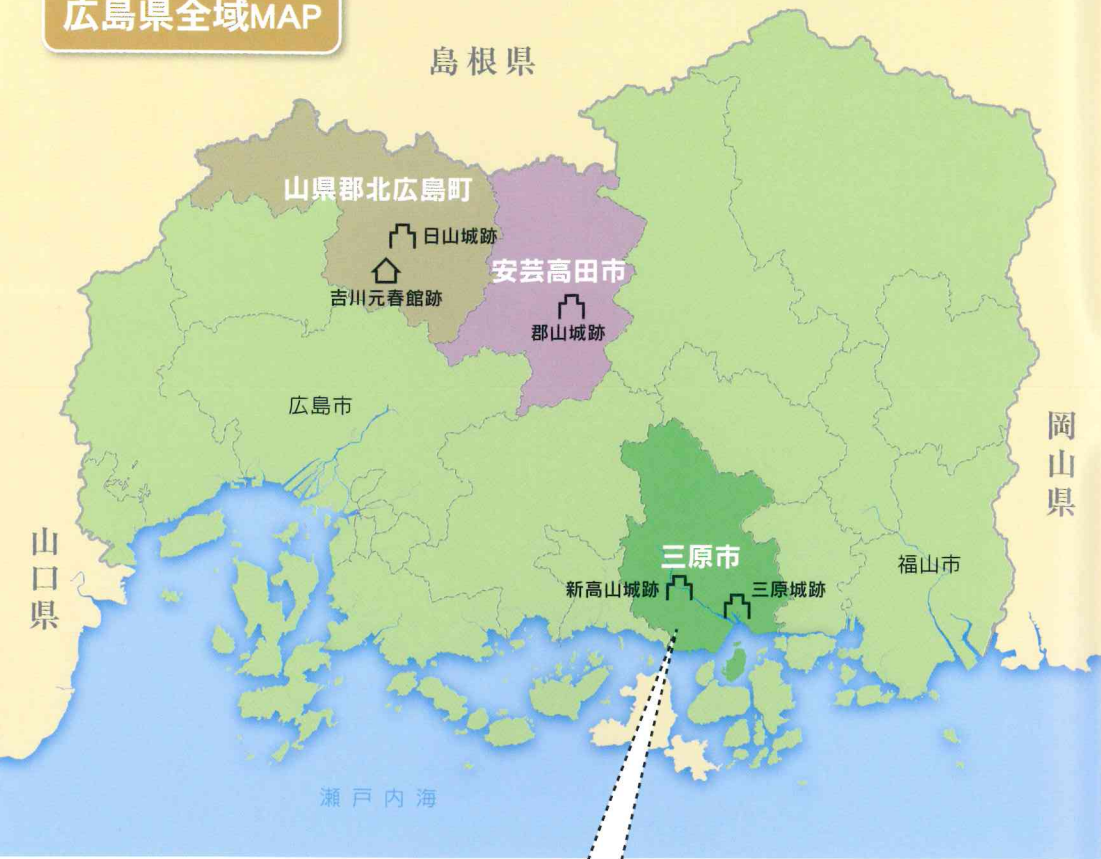 広島県全域MAP
島根県
山県郡北広島町
日山城跡
吉川元春館跡
安芸高田市
郡山城跡
広島市
岡山県
山口県
三原市
新高山城跡
三原城跡
福山市
瀬戸内海